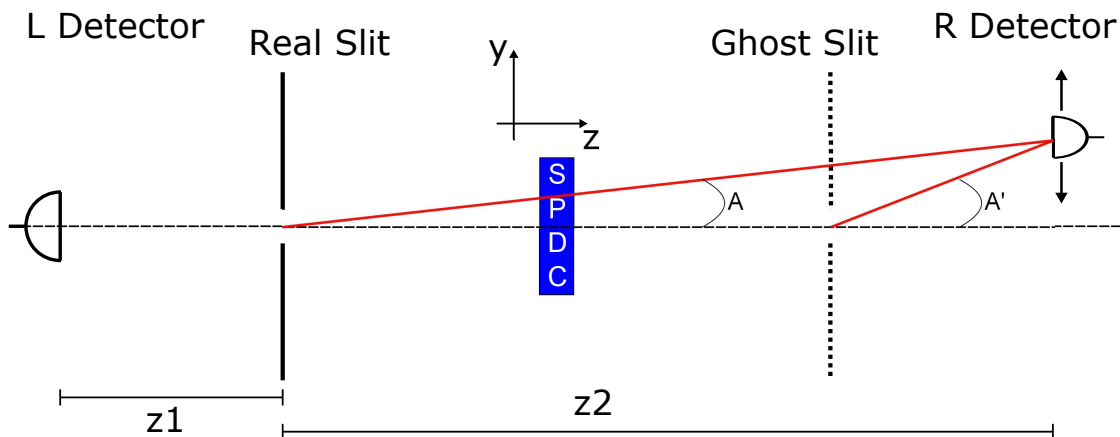 L Detector
Real Slit
Ghost Slit
R Detector
y
z
S
P
D
C
A
A'
z1
z2